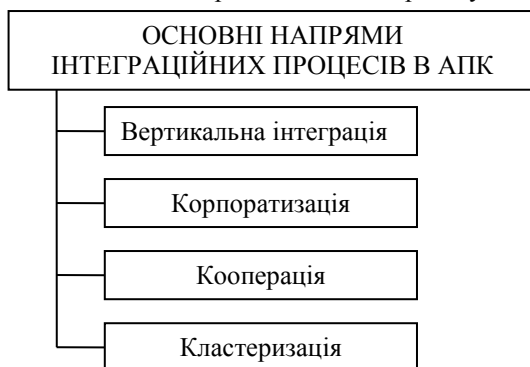 ОСНОВНІ НАПРЯМИ
ІНТЕГРАЦІЙНИХ ПРОЦЕСІВ В АПК
Вертикальна інтеграція
Корпоратизація
Кооперація
Кластеризація